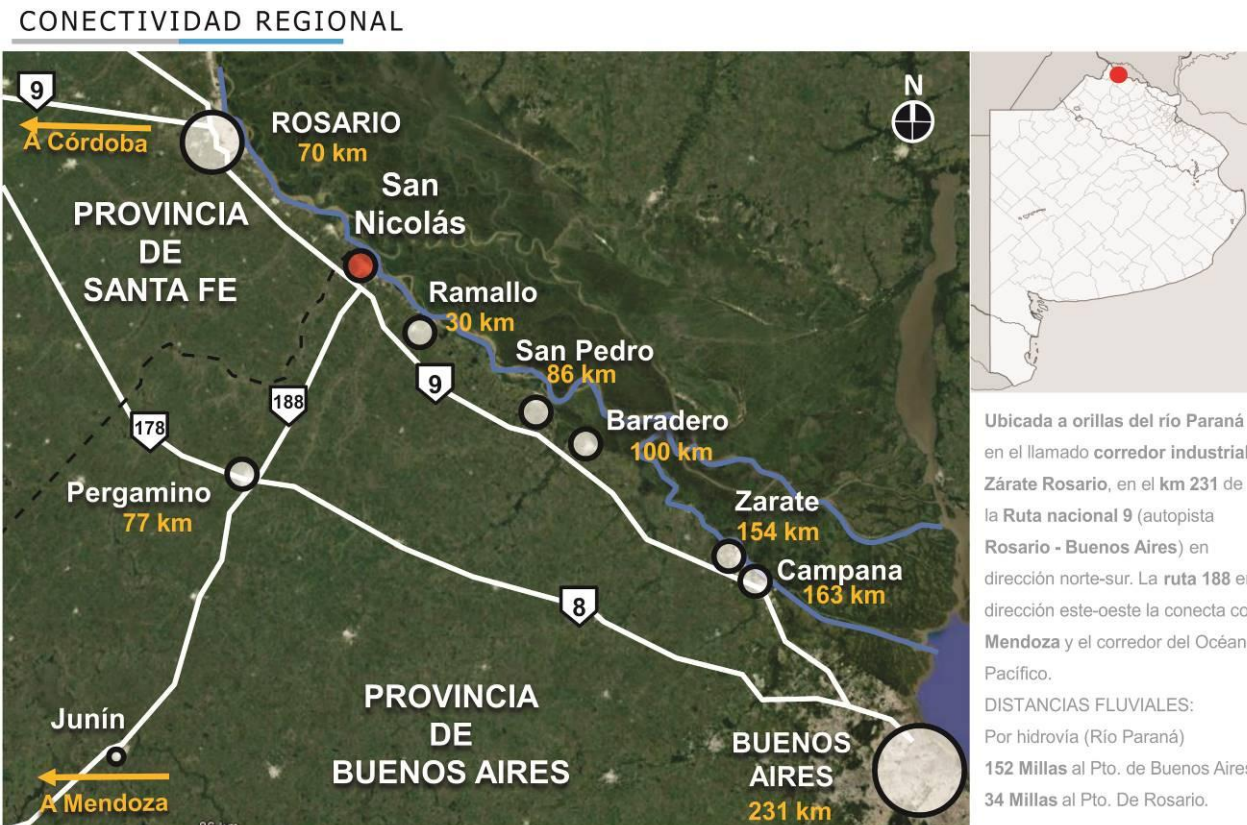 CONECTIVIDAD REGIONAL
9
A Córdoba
ROSARIO
70 km
N
San
Nicolás
PROVINCIA
DE
SANTA FE
Ramallo
30 km
San Pedro
86 km
9
188
178
Baradero
100 km
Pergamino
77 km
Zarate
154 km
Campana
163 km
8
PROVINCIA
DE
BUENOS AIRES
Junín
A Mendoza
BUENOS
AIRES
231 km
Ubicada a orillas del río Paraná
en el llamado corredor industrial
Zárate Rosario, en el km 231 de
la Ruta nacional 9 (autopista
Rosario - Buenos Aires) en
dirección norte-sur. La ruta 188 en
dirección este-oeste la conecta co
Mendoza y el corredor del Océan
Pacífico.
DISTANCIAS FLUVIALES:
Por hidrovía (Río Paraná)
152 Millas al Pto. de Buenos Aires
34 Millas al Pto. De Rosario.